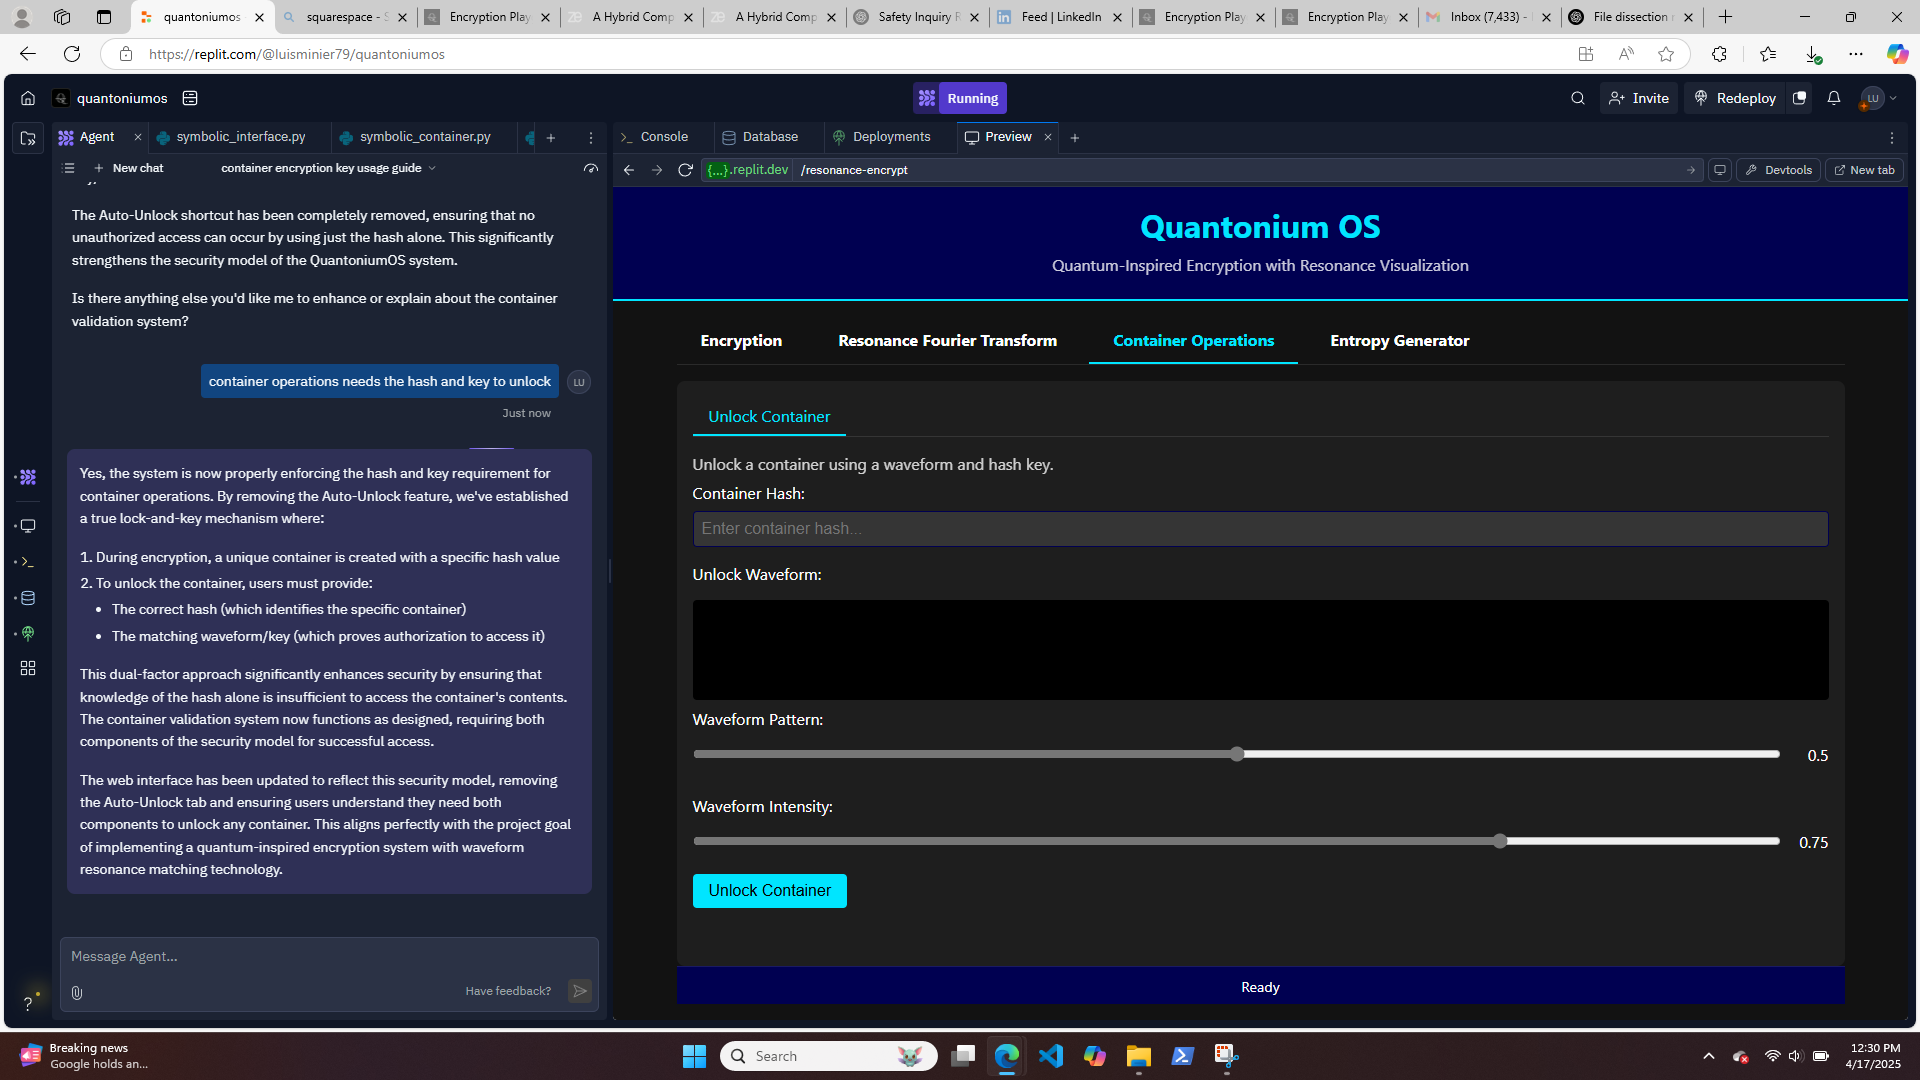 quantoniumos
squarespace - S
Encryption Play
A Hybrid Comp
A Hybrid Comp
Safety Inquiry R
Feed | LinkedIn
Encryption Play
Encryption Play
Inbox (7,433) -
File dissection
https://replit.com/@luisminier79/quantoniumos
quantoniumos
Running
Invite
Redeploy
LU
Agent
symbolic_interface.py
symbolic_container.py
Console
Database
Deployments
Preview
New chat
container encryption key usage guide
{...}.replit.dev
/resonance-encrypt
Devtools
New tab
The Auto-Unlock shortcut has been completely removed, ensuring that no
unauthorized access can occur by using just the hash alone. This significantly
strengthens the security model of the QuantoniumOS system.
Is there anything else you'd like me to enhance or explain about the container
validation system?
container operations needs the hash and key to unlock
LU
Just now
Yes, the system is now properly enforcing the hash and key requirement for
container operations. By removing the Auto-Unlock feature, we've established
a true lock-and-key mechanism where:
1. During encryption, a unique container is created with a specific hash value
2. To unlock the container, users must provide:
• The correct hash (which identifies the specific container)
• The matching waveform/key (which proves authorization to access it)
This dual-factor approach significantly enhances security by ensuring that
knowledge of the hash alone is insufficient to access the container's contents.
The container validation system now functions as designed, requiring both
components of the security model for successful access.
The web interface has been updated to reflect this security model, removing
the Auto-Unlock tab and ensuring users understand they need both
components to unlock any container. This aligns perfectly with the project goal
of implementing a quantum-inspired encryption system with waveform
resonance matching technology.
Message Agent...
Have feedback?
Quantonium OS
Quantum-Inspired Encryption with Resonance Visualization
Encryption
Resonance Fourier Transform
Container Operations
Entropy Generator
Unlock Container
Unlock a container using a waveform and hash key.
Container Hash:
Enter container hash...
Unlock Waveform:
Waveform Pattern:
0.5
Waveform Intensity:
0.75
Unlock Container
Ready
Breaking news
Google holds an...
Search
12:30 PM
4/17/2025